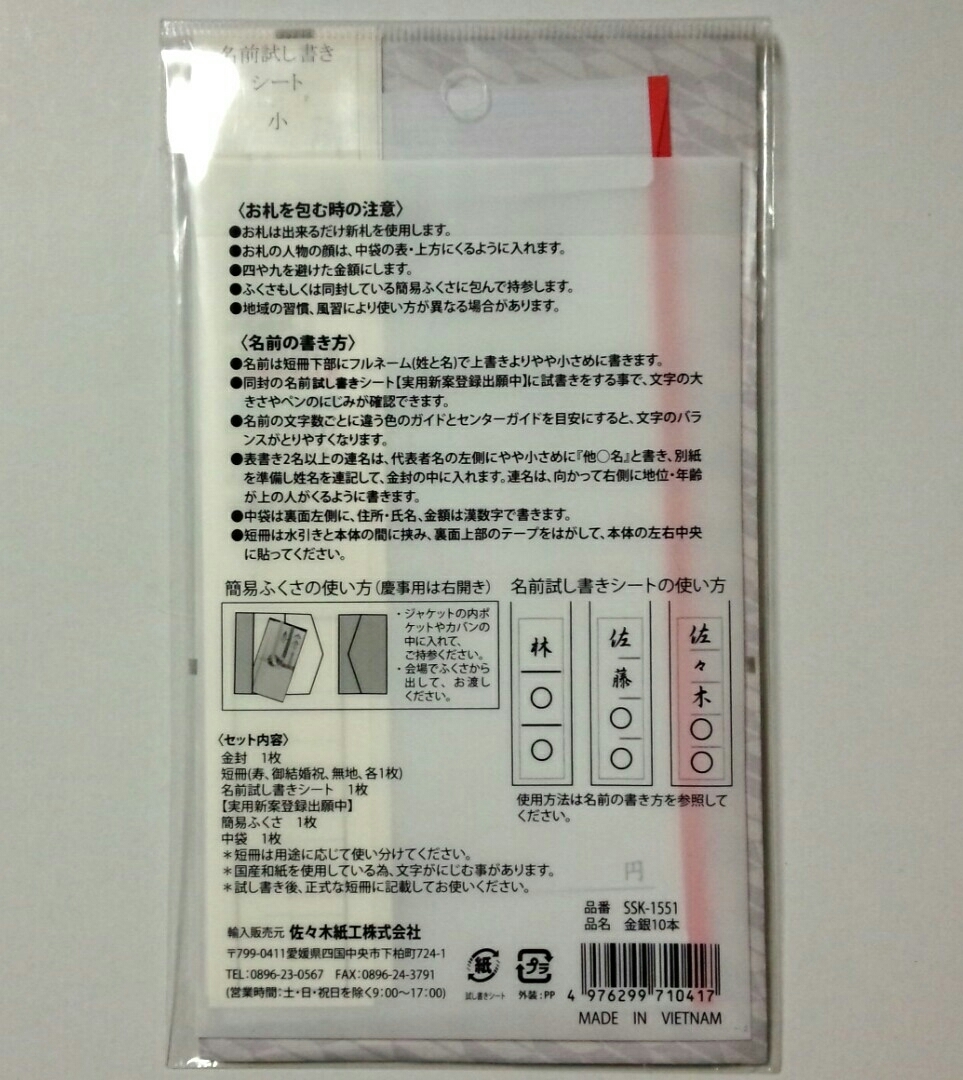 名前試し書き
シート
小
〈お札を包む時の注意〉
●お札は出来るだけ新札を使用します。
●お札の人物の顔は、中袋の表・上方にくるように入れます。
●四や九を避けた金額にします。
●ふくさもしくは同封している簡易ふくさに包んで持参します。
●地域の習慣、風習により使い方が異なる場合があります。
〈名前の書き方〉
●名前は短冊下部にフルネーム(姓と名)で上書きよりやや小さめに書きます。
●同封の名前試し書きシート【実用新案登録出願中】に試書きをする事で、文字の大
きさやペンのにじみが確認できます。
●名前の文字数ごとに違う色のガイドとセンターガイドを目安にすると、文字のバラ
ンスがとりやすくなります。
●表書き2名以上の連名は、代表者名の左側にやや小さめに『他○名』と書き、別紙
を準備し姓名を連記して、金封の中に入れます。連名は、向かって右側に地位・年齢
が上の人がくるように書きます。
●中袋は裏面左側に、住所・氏名、金額は漢数字で書きます。
●短冊は水引きと本体の間に挟み、裏面上部のテープをはがして、本体の左右中央
に貼ってください。
簡易ふくさの使い方(慶事用は右開き)
・ジャケットの内ポ
ケットやカバンの
中に入れて、
ご持参ください。
・会場でふくさから
出して、お渡し
ください。
名前試し書きシートの使い方
林○○
佐藤○○
佐々木○○
使用方法は名前の書き方を参照して
ください。
〈セット内容〉
金封 1枚
短冊(寿、御結婚祝、無地、各1枚)
名前試し書きシート 1枚
【実用新案登録出願中】
簡易ふくさ 1枚
中袋 1枚
＊短冊は用途に応じて使い分けてください。
＊国産和紙を使用している為、文字がにじむ事があります。
＊試し書き後、正式な短冊に記載してお使いください。
円
品番 SSK-1551
品名 金銀10本
輸入販売元 佐々木紙工株式会社
〒799-0411愛媛県四国中央市下柏町724-1
TEL:0896-23-0567 FAX:0896-24-3791
(営業時間:土・日・祝日を除く9:00〜17:00)
紙
試し書きシート
プラ
外装:PP
4 976299 710417
MADE IN VIETNAM